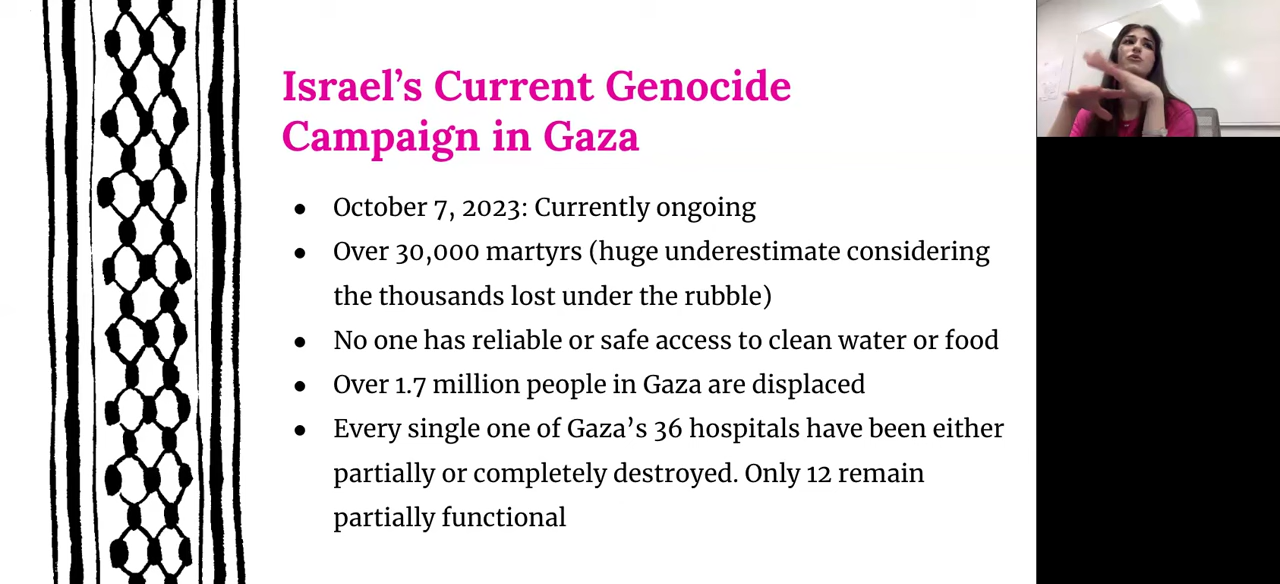 Israel’s Current Genocide
Campaign in Gaza
● October 7, 2023: Currently ongoing
● Over 30,000 martyrs (huge underestimate considering
the thousands lost under the rubble)
● No one has reliable or safe access to clean water or food
● Over 1.7 million people in Gaza are displaced
● Every single one of Gaza’s 36 hospitals have been either
partially or completely destroyed. Only 12 remain
partially functional